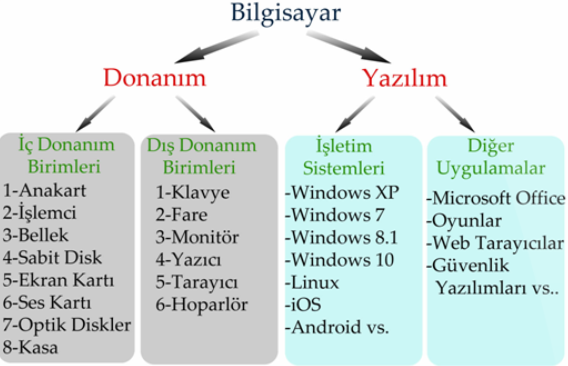 Bilgisayar
Donanım
Yazılım
İç Donanım
Birimleri
1-Anakart
2-İşlemci
3-Bellek
4-Sabit Disk
5-Ekran Kartı
6-Ses Kartı
7-Optik Diskler
8-Kasa
Dış Donanım
Birimleri
1-Klavye
2-Fare
3-Monitör
4-Yazıcı
5-Tarayıcı
6-Hoparlör
İşletim
Sistemleri
-Windows XP
-Windows 7
-Windows 8.1
-Windows 10
-Linux
-iOS
-Android vs.
Diğer
Uygulamalar
-Microsoft Office
-Oyunlar
-Web Tarayıcılar
-Güvenlik
Yazılımları vs..